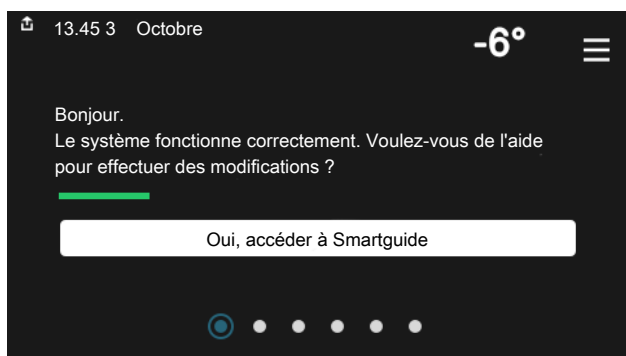 13.45 3 Octobre
-6°
Bonjour.
Le système fonctionne correctement. Voulez-vous de l'aide
pour effectuer des modifications ?
Oui, accéder à Smartguide